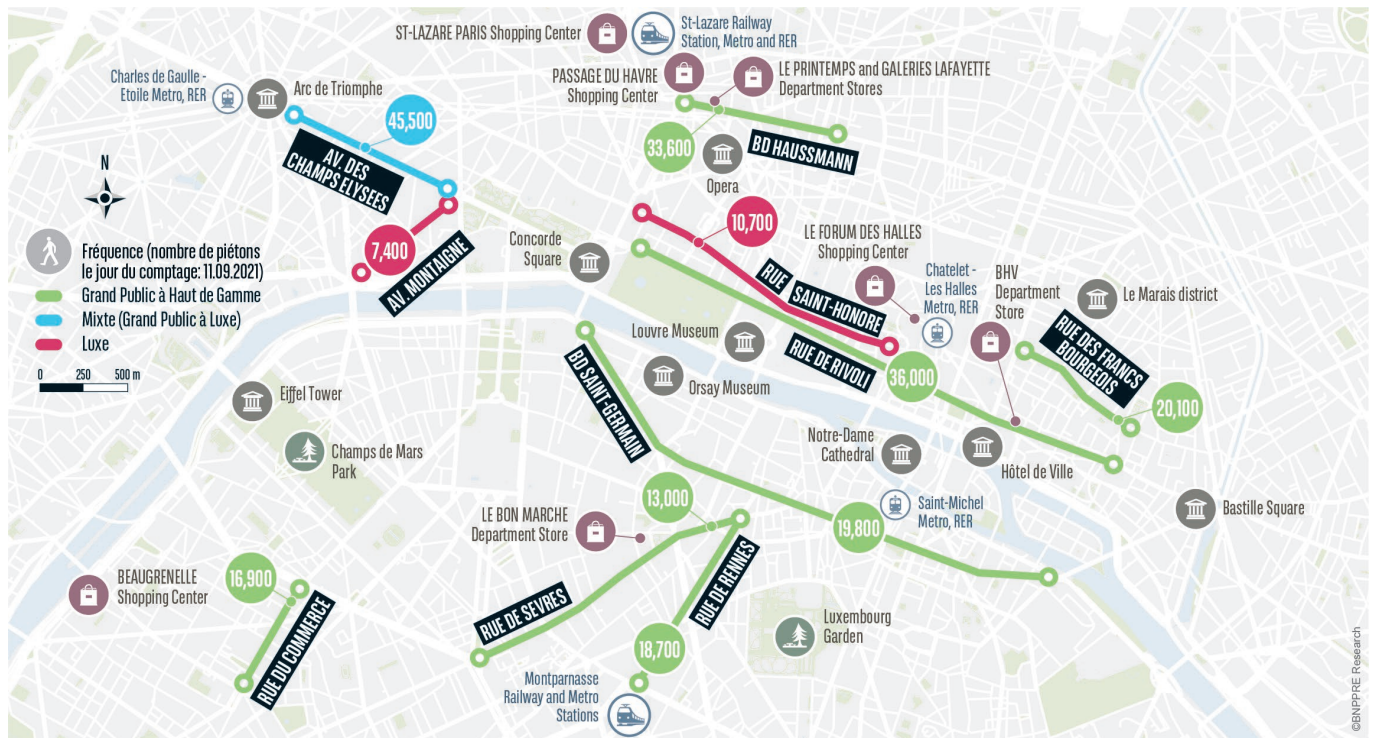 ST-LAZARE PARIS Shopping Center
St-Lazare Railway
Station, Metro and RER
Charles de Gaulle -
Etoile Metro, RER
Arc de Triomphe
PASSAGE DU HAVRE
Shopping Center
LE PRINTEMPS and GALERIES LAFAYETTE
Department Stores
45,500
33,600
BD HAUSSMANN
AV. DES
CHAMPS ELYSEES
Opera
N
7,400
AV. MONTAIGNE
10,700
Concorde
Square
LE FORUM DES HALLES
Shopping Center
Chatelet -
Les Halles
Metro, RER
BHV
Department
Store
Le Marais district
Fréquence (nombre de piétons
le jour du comptage: 11.09.2021)
Grand Public à Haut de Gamme
Mixte (Grand Public à Luxe)
Luxe
0 250 500 m
RUE SAINT-HONORE
RUE DE RIVOLI
36,000
RUE DES FRANCS
BOURGEOIS
20,100
Louvre Museum
Orsay Museum
BD SAINT-GERMAIN
Eiffel Tower
Champs de Mars
Park
Notre-Dame
Cathedral
Hôtel de Ville
Saint-Michel
Metro, RER
Bastille Square
13,000
19,800
LE BON MARCHE
Department Store
BEAUGRENELLE
Shopping Center
16,900
RUE DU COMMERCE
RUE DE SEVRES
RUE DE RENNES
18,700
Luxembourg
Garden
Montparnasse
Railway and Metro
Stations
©BNPPRE Research